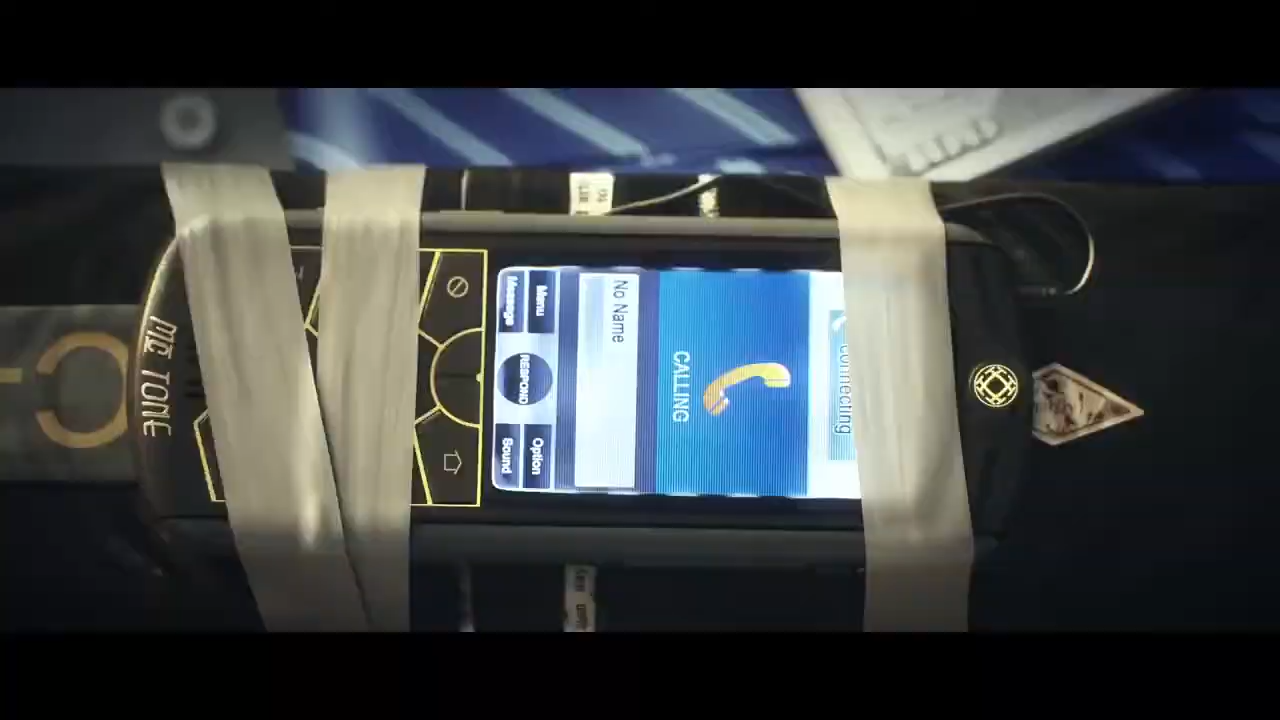 Connecting
CALLING
No Name
Menu
RESPOND
Option
Message
Sound
ME TONE